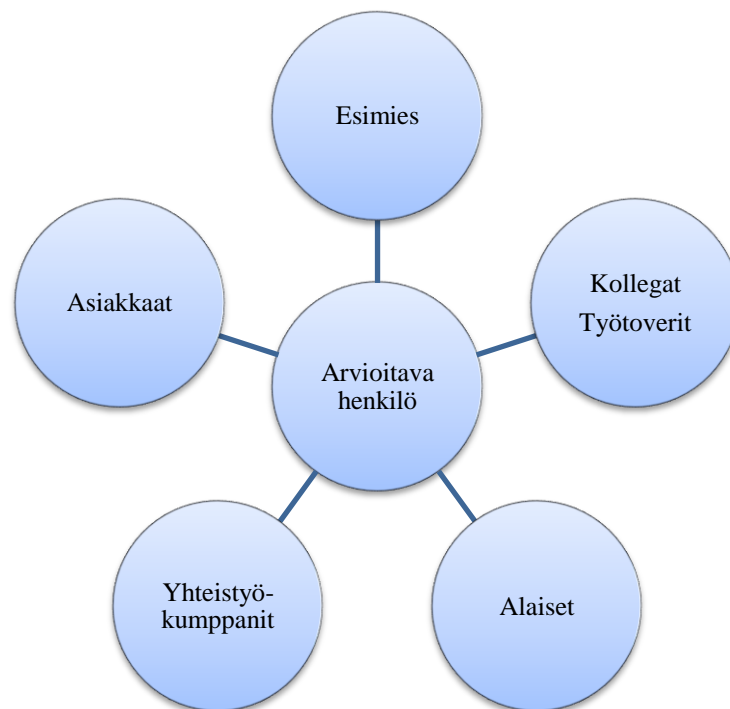 Esimies
Kollegat
Työtoverit
Asiakkaat
Arvioitava
henkilö
Yhteistyö-
kumppanit
Alaiset